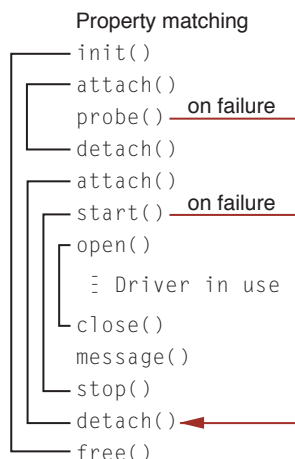 Property matching
init()
attach()
probe() on failure
detach()
attach()
start() on failure
open()
Driver in use
close()
message()
stop()
detach()
free()